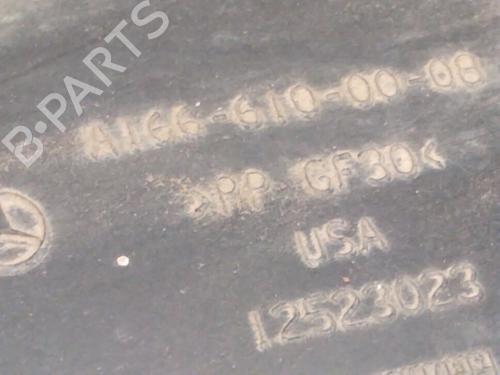 B-PARTS
A166-610-00-08
>PP-GF30<
USA
12523023